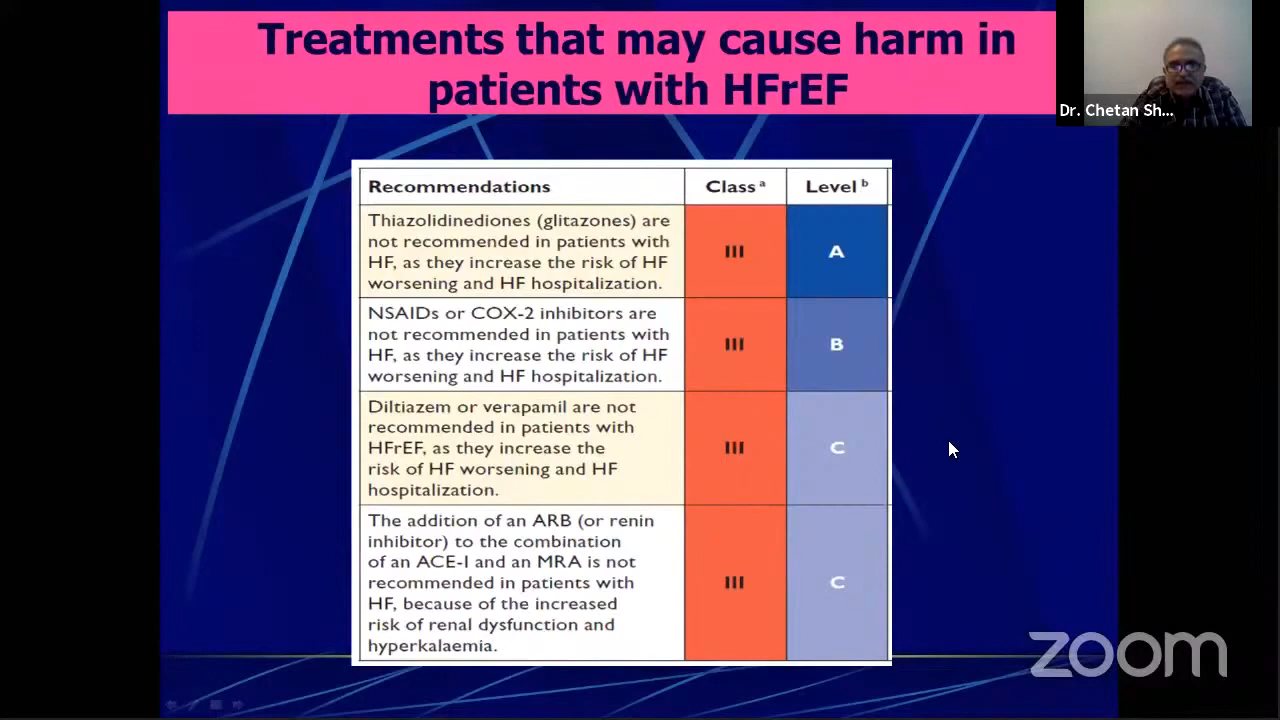 Treatments that may cause harm in
patients with HFrEF
Dr. Chetan Sh...
Recommendations Class a Level b
Thiazolidinediones (glitazones) are
not recommended in patients with
HF, as they increase the risk of HF
worsening and HF hospitalization.
III A
NSAIDs or COX-2 inhibitors are
not recommended in patients with
HF, as they increase the risk of HF
worsening and HF hospitalization.
III B
Diltiazem or verapamil are not
recommended in patients with
HFrEF, as they increase the
risk of HF worsening and HF
hospitalization.
III C
The addition of an ARB (or renin
inhibitor) to the combination
of an ACE-I and an MRA is not
recommended in patients with
HF, because of the increased
risk of renal dysfunction and
hyperkalaemia.
III C
zoom